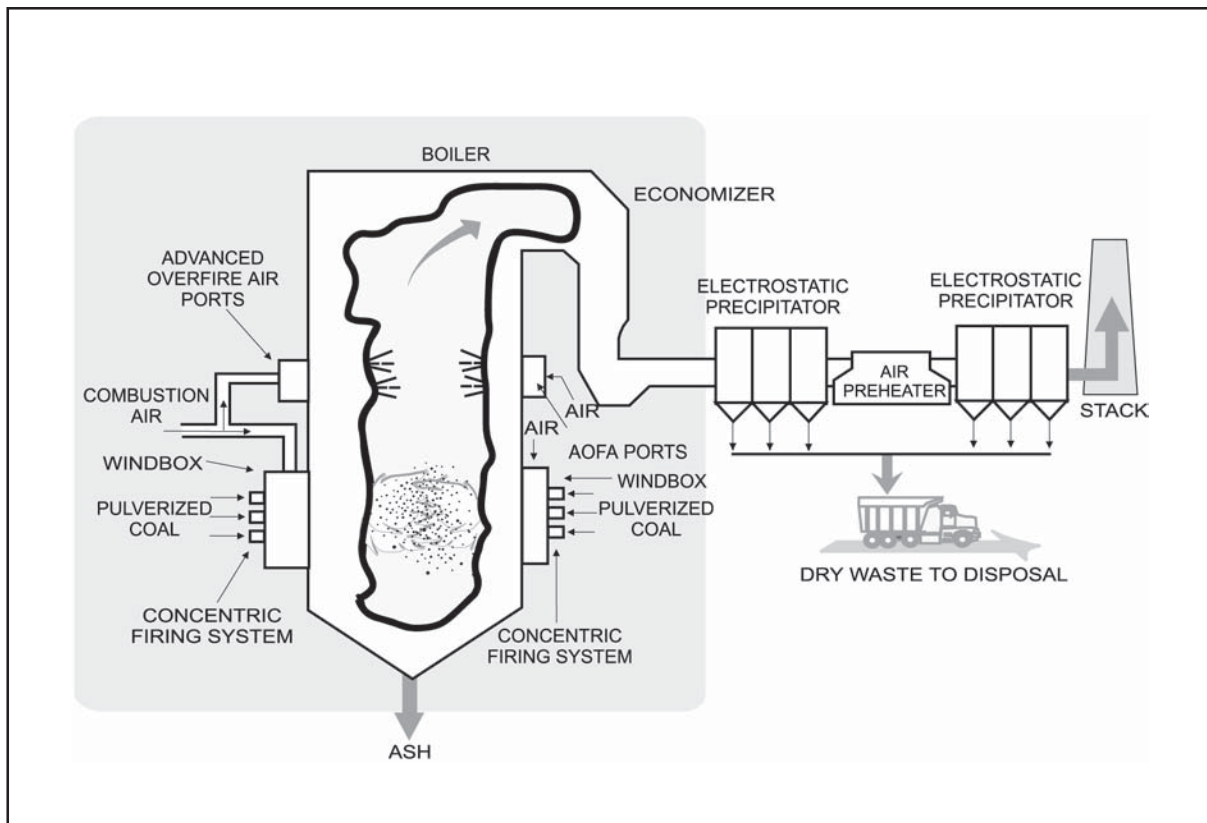 BOILER
ECONOMIZER
ADVANCED
OVERFIRE AIR
PORTS
ELECTROSTATIC
PRECIPITATOR
ELECTROSTATIC
PRECIPITATOR
AIR
PREHEATER
STACK
COMBUSTION
AIR
AIR
AIR
AOFA PORTS
WINDBOX
WINDBOX
PULVERIZED
COAL
PULVERIZED
COAL
DRY WASTE TO DISPOSAL
CONCENTRIC
FIRING SYSTEM
CONCENTRIC
FIRING SYSTEM
ASH